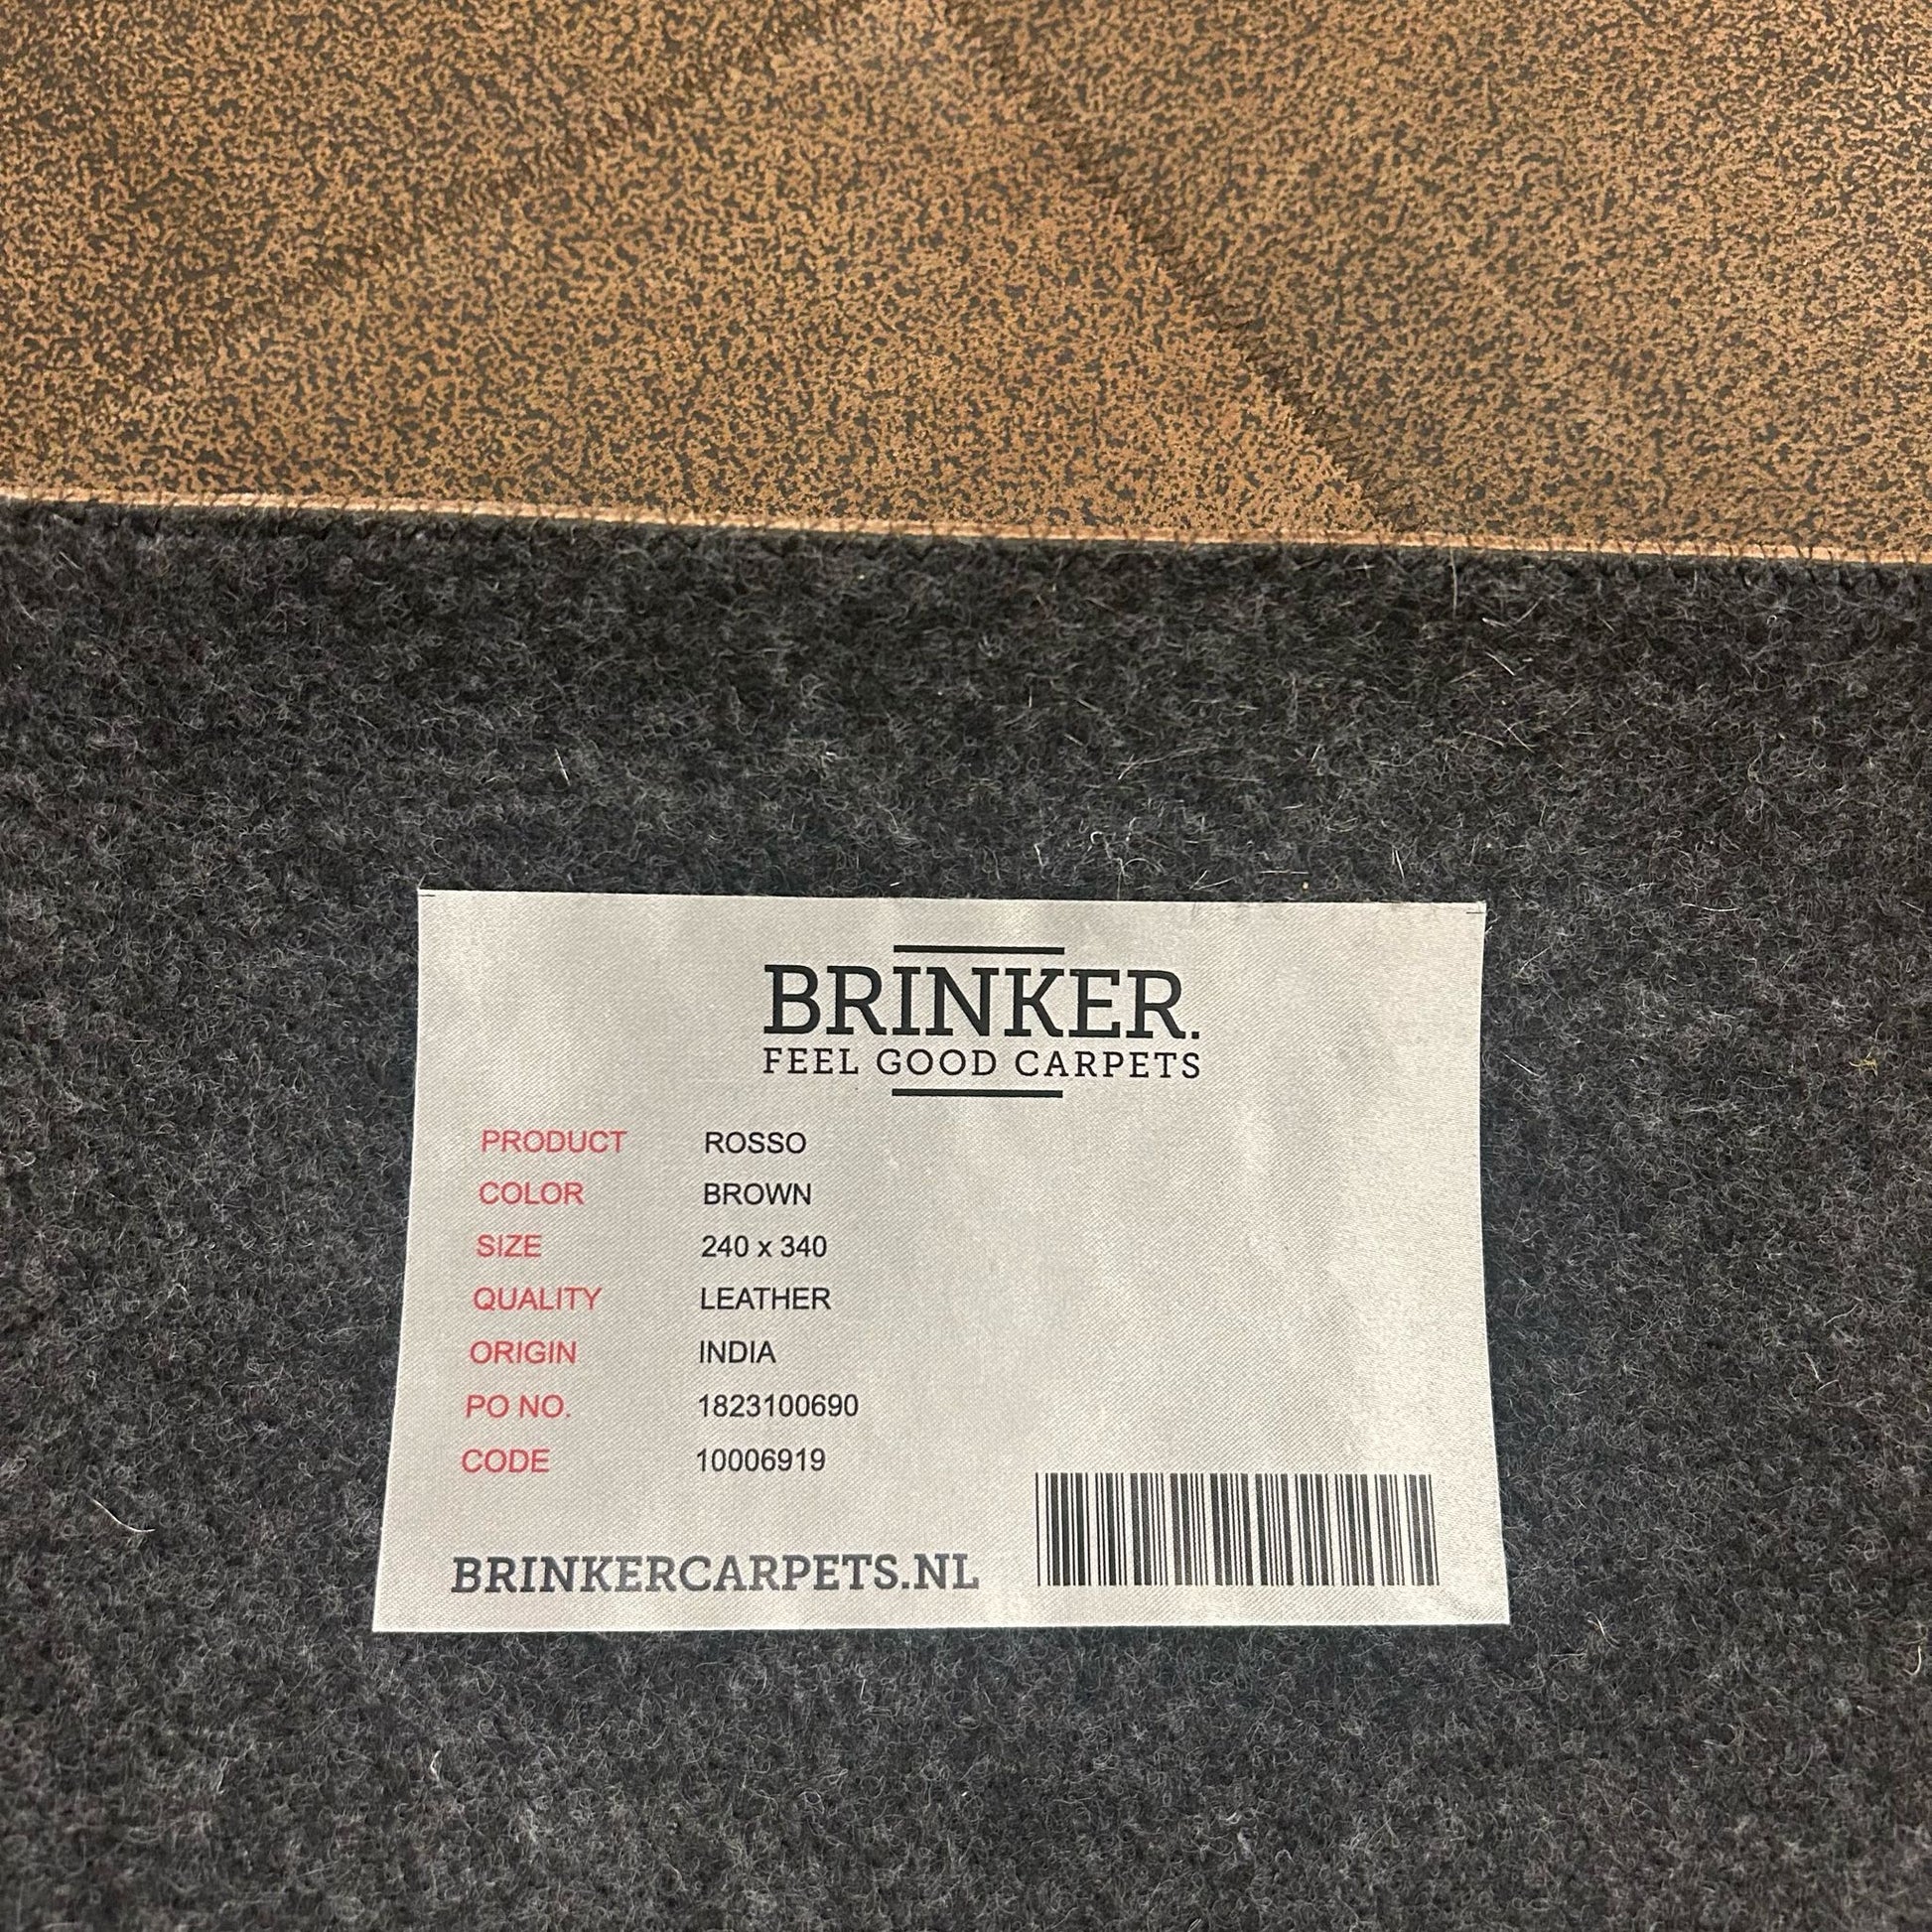 BRINKER.
FEEL GOOD CARPETS
PRODUCT ROSSO
COLOR BROWN
SIZE 240 x 340
QUALITY LEATHER
ORIGIN INDIA
PO NO. 1823100690
CODE 10006919
BRINKERCARPETS.NL